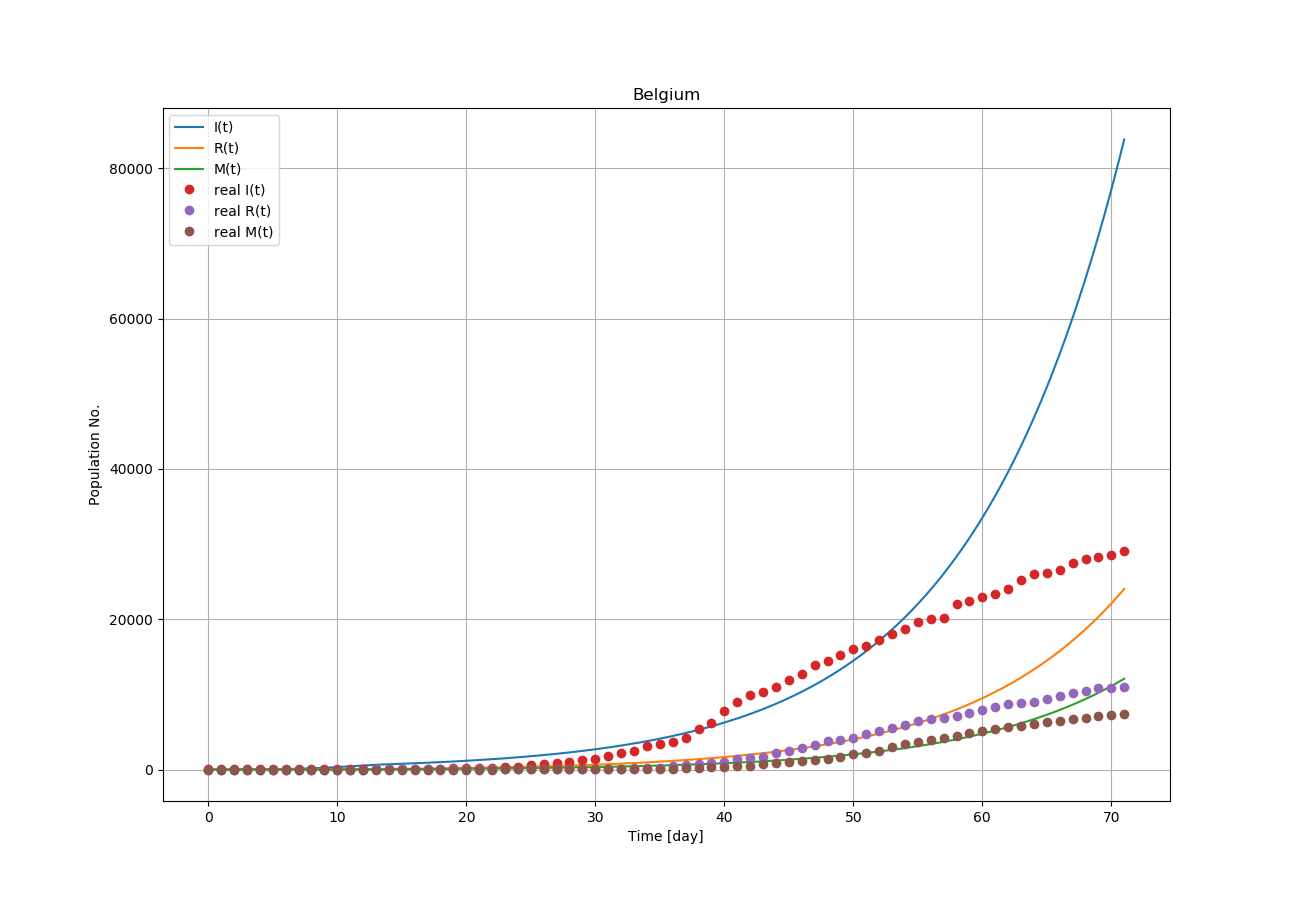 Belgium
I(t)
R(t)
M(t)
real I(t)
real R(t)
real M(t)
80000
60000
40000
20000
0
Population No.
0 10 20 30 40 50 60 70
Time [day]